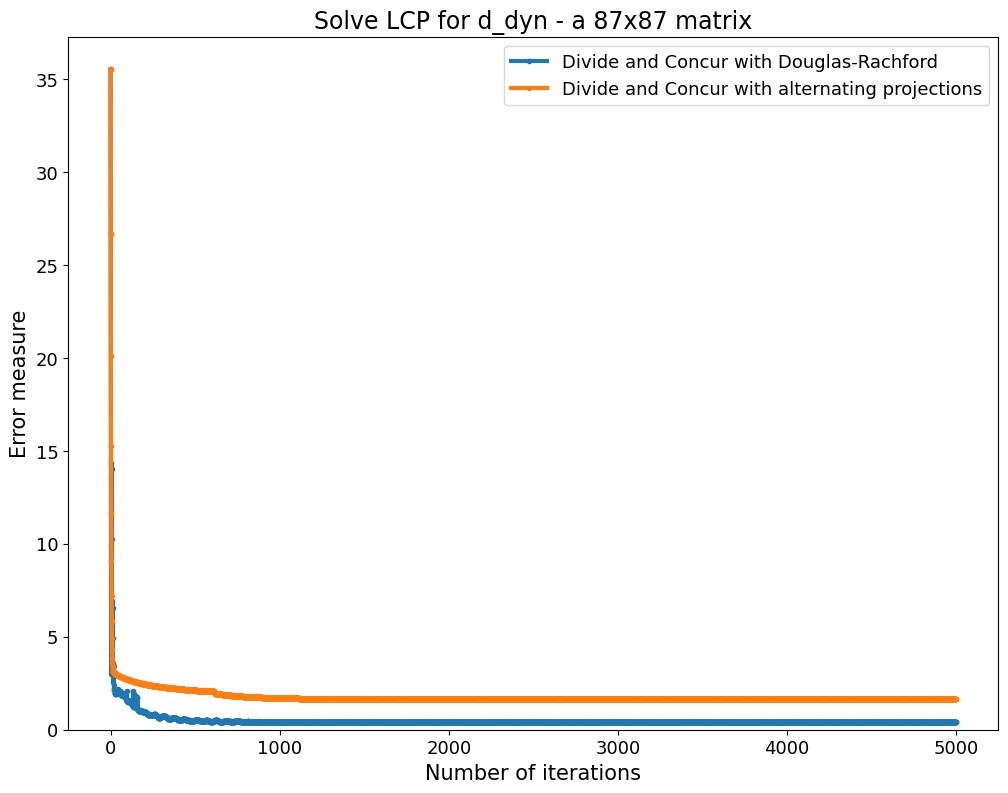 Solve LCP for d_dyn - a 87x87 matrix
Divide and Concur with Douglas-Rachford
Divide and Concur with alternating projections
Error measure
35
30
25
20
15
10
5
0
0 1000 2000 3000 4000 5000
Number of iterations